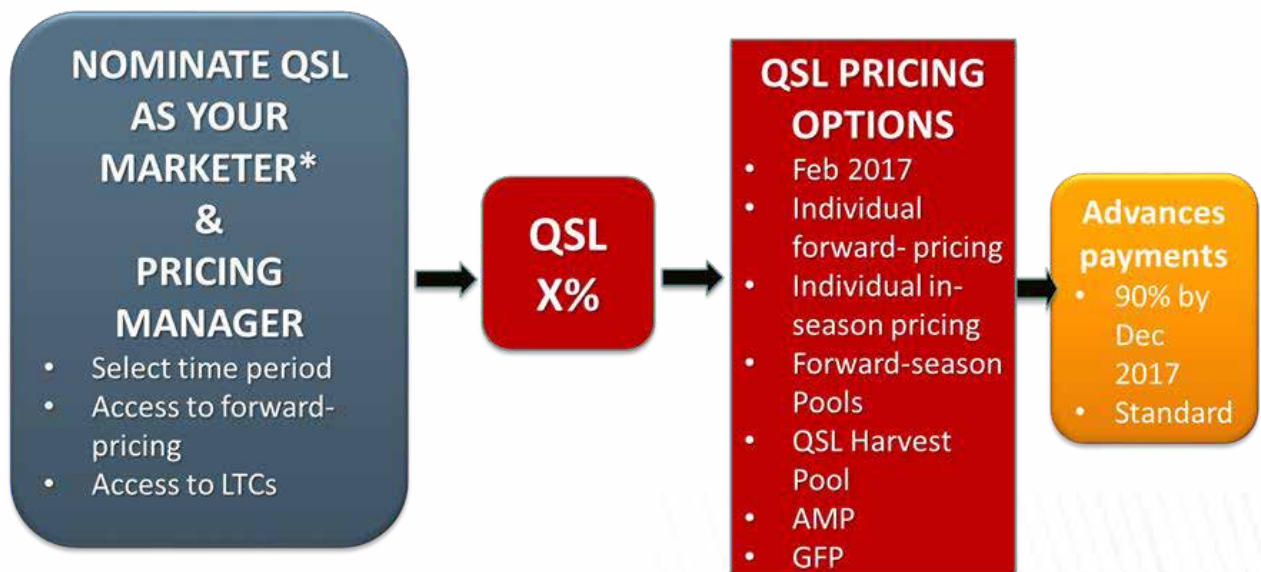 NOMINATE QSL
AS YOUR
MARKETER*
&
PRICING
MANAGER
• Select time period
• Access to forward-
pricing
• Access to LTCs
QSL
X%
QSL PRICING
OPTIONS
• Feb 2017
• Individual
forward- pricing
• Individual in-
season pricing
• Forward-season
Pools
• QSL Harvest
Pool
• AMP
• GFP
Advances
payments
• 90% by
Dec
2017
• Standard